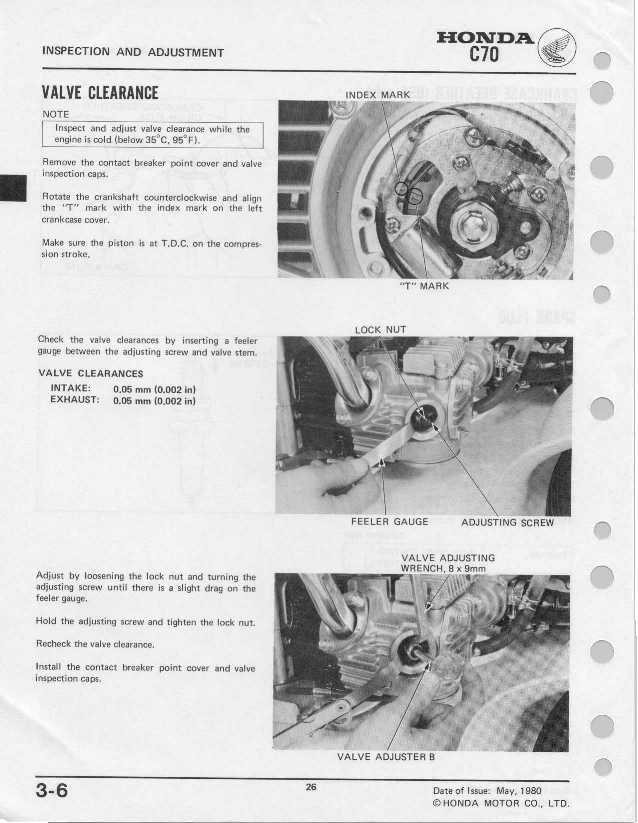 INSPECTION AND ADJUSTMENT
HONDA
C70
VALVE CLEARANCE
NOTE
Inspect and adjust valve clearance while the
engine is cold (below 35°C, 95°F).
Remove the contact breaker point cover and valve
inspection caps.
Rotate the crankshaft counterclockwise and align
the "T" mark with the index mark on the left
crankcase cover.
Make sure the piston is at T.D.C. on the compres-
sion stroke.
INDEX MARK
"T" MARK
Check the valve clearances by inserting a feeler
gauge between the adjusting screw and valve stem.
VALVE CLEARANCES
INTAKE: 0.05 mm (0.002 in)
EXHAUST: 0.05 mm (0.002 in)
LOCK NUT
FEELER GAUGE
ADJUSTING SCREW
Adjust by loosening the lock nut and turning the
adjusting screw until there is a slight drag on the
feeler gauge.
Hold the adjusting screw and tighten the lock nut.
Recheck the valve clearance.
Install the contact breaker point cover and valve
inspection caps.
VALVE ADJUSTING
WRENCH, 8 x 9mm
VALVE ADJUSTER B
3-6
26
Date of Issue: May, 1980
© HONDA MOTOR CO., LTD.